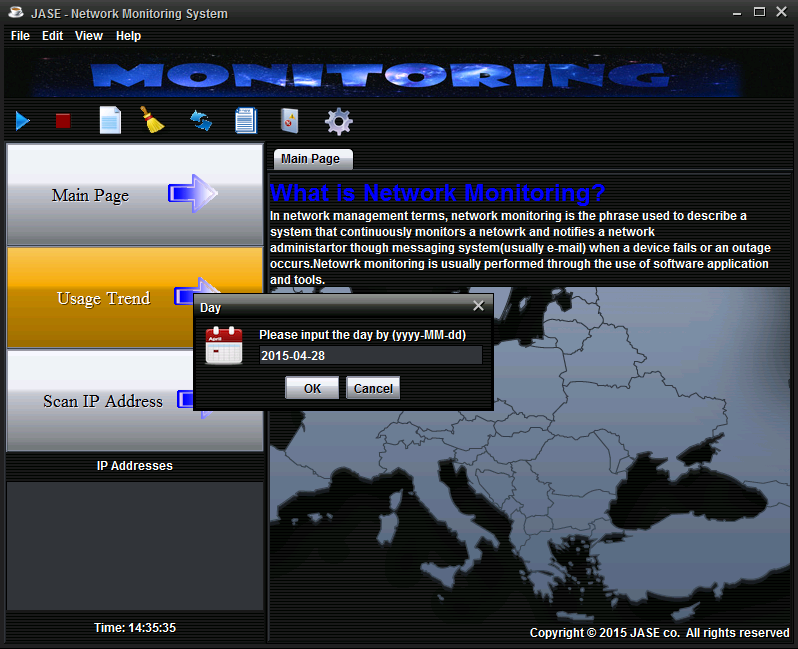 JASE - Network Monitoring System
File Edit View Help
MONITORING
Main Page
Usage Trend
Scan IP Address
IP Addresses
Time: 14:35:35
Main Page
What Is Network Monitoring?
In network management terms, network monitoring is the phrase used to describe a
system that continuously monitors a netowrk and notifies a network
administartor though messaging system(usually e-mail) when a device fails or an outage
occurs.Netowrk monitoring is usually performed through the use of software application
and tools.
Day
April
Please input the day by (yyyy-MM-dd)
2015-04-28
OK Cancel
Copyright © 2015 JASE co. All rights reserved